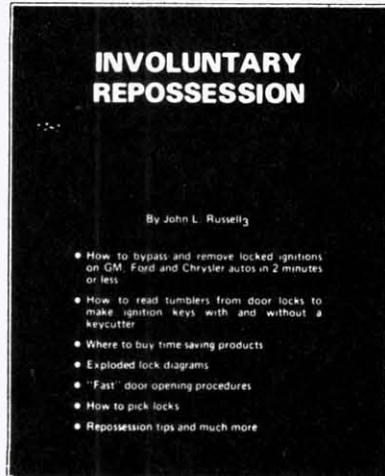 INVOLUNTARY
REPOSSESSION
By John L. Russell3
• How to bypass and remove locked ignitions
on GM, Ford and Chrysler autos in 2 minutes
or less
• How to read tumblers from door locks to
make ignition keys with and without a
keycutter
• Where to buy time saving products
• Exploded lock diagrams
• "Fast" door opening procedures
• How to pick locks
• Repossession tips and much more